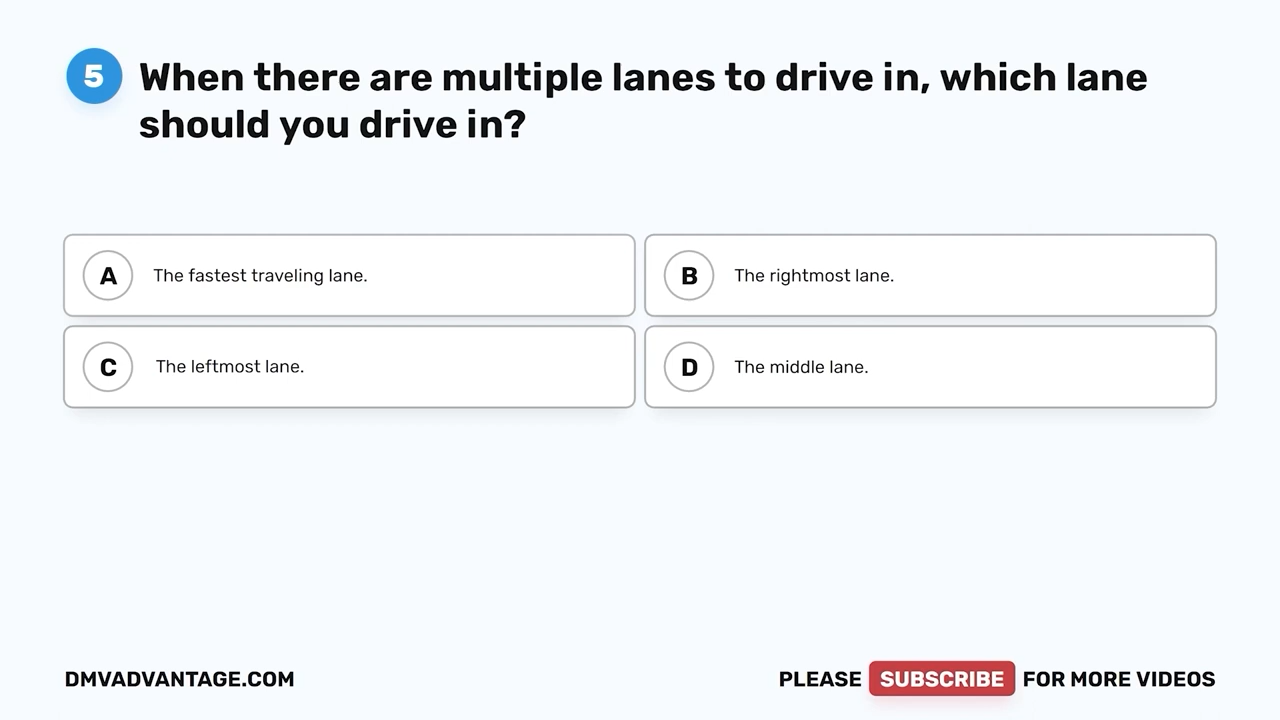 5
When there are multiple lanes to drive in, which lane
should you drive in?
A The fastest traveling lane.
B The rightmost lane.
C The leftmost lane.
D The middle lane.
DMVADVANTAGE.COM
PLEASE SUBSCRIBE FOR MORE VIDEOS